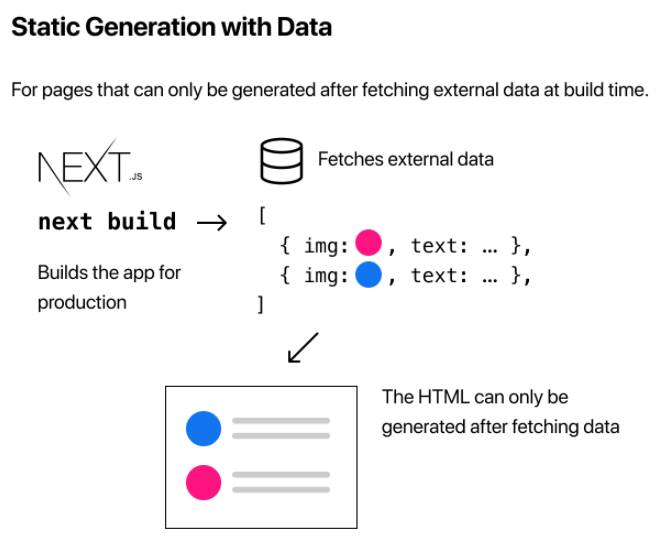 Static Generation with Data
For pages that can only be generated after fetching external data at build time.
NEXT.JS
Fetches external data
next build
[
{ img: , text: … },
{ img: , text: … },
]
Builds the app for
production
The HTML can only be
generated after fetching data